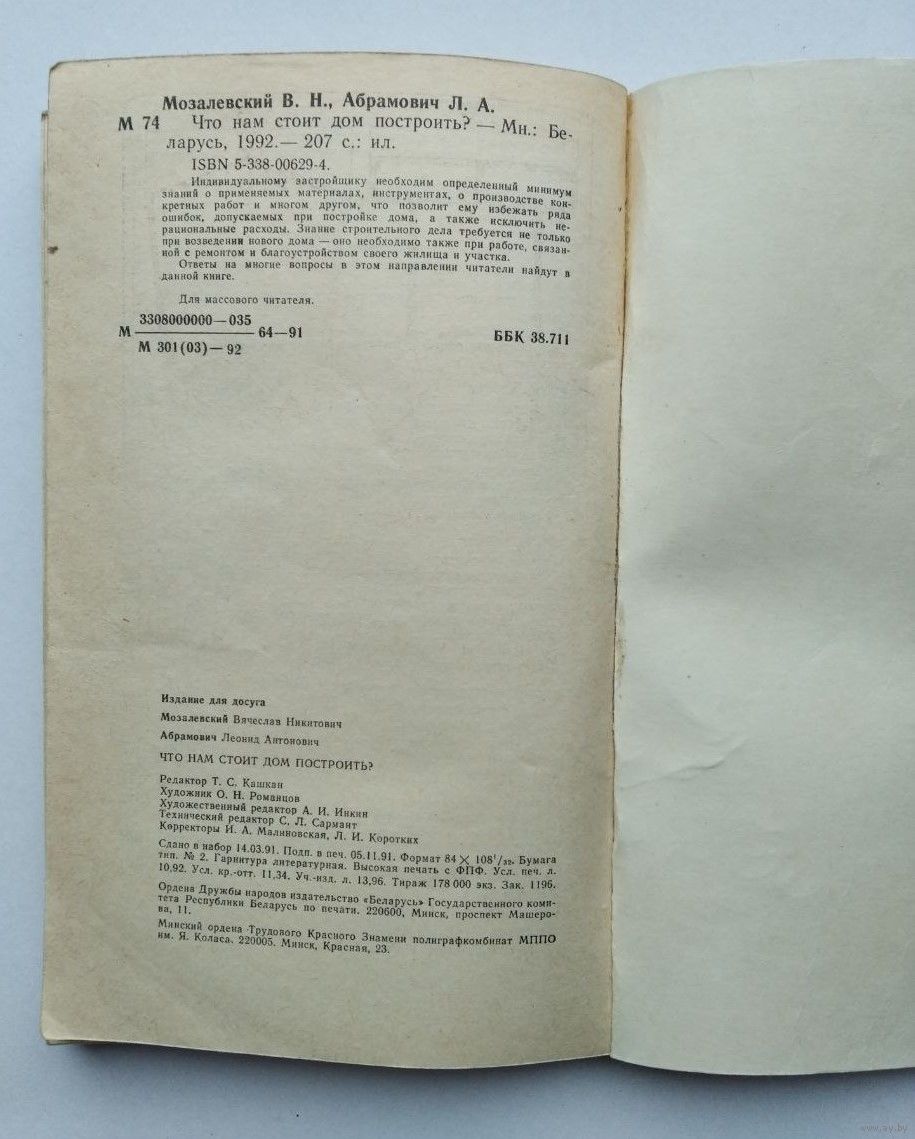 Мозалевский В. Н., Абрамович Л. А.
М 74 Что нам стоит дом построить? — Мн.: Бе-
ларусь, 1992.— 207 с.: ил.
ISBN 5-338-00629-4.
Индивидуальному застройщику необходим определенный минимум
знаний о применяемых материалах, инструментах, о производстве кон-
кретных работ и многом другом, что позволит ему избежать ряда
ошибок, допускаемых при постройке дома, а также исключить не-
рациональные расходы. Знание строительного дела требуется не только
при возведении нового дома — оно необходимо также при работе, связан-
ной с ремонтом и благоустройством своего жилища и участка.
Ответы на многие вопросы в этом направлении читатели найдут в
данной книге.
Для массового читателя.
3308000000—035
М 64—91
М 301(03)—92
ББК 38.711
Издание для досуга
Мозалевский Вячеслав Никитович
Абрамович Леонид Антонович
ЧТО НАМ СТОИТ ДОМ ПОСТРОИТЬ?
Редактор Т. С. Кашкан
Художник О. Н. Романцов
Художественный редактор А. И. Инкин
Технический редактор С. Л. Сармант
Корректоры И. А. Малиновская, Л. И. Коротких
Сдано в набор 14.03.91. Подп. в печ. 05.11.91. Формат 84 × 108¹/₃₂. Бумага
тип. № 2. Гарнитура литературная. Высокая печать с ФПФ. Усл. печ. л.
10,92. Усл. кр.-отт. 11,34. Уч.-изд. л. 13,96. Тираж 178 000 экз. Зак. 1196.
Ордена Дружбы народов издательство «Беларусь» Государственного коми-
тета Республики Беларусь по печати. 220600, Минск, проспект Машеро-
ва, 11.
Минский ордена Трудового Красного Знамени полиграфкомбинат МППО
им. Я. Коласа. 220005. Минск, Красная, 23.
www.ay.by